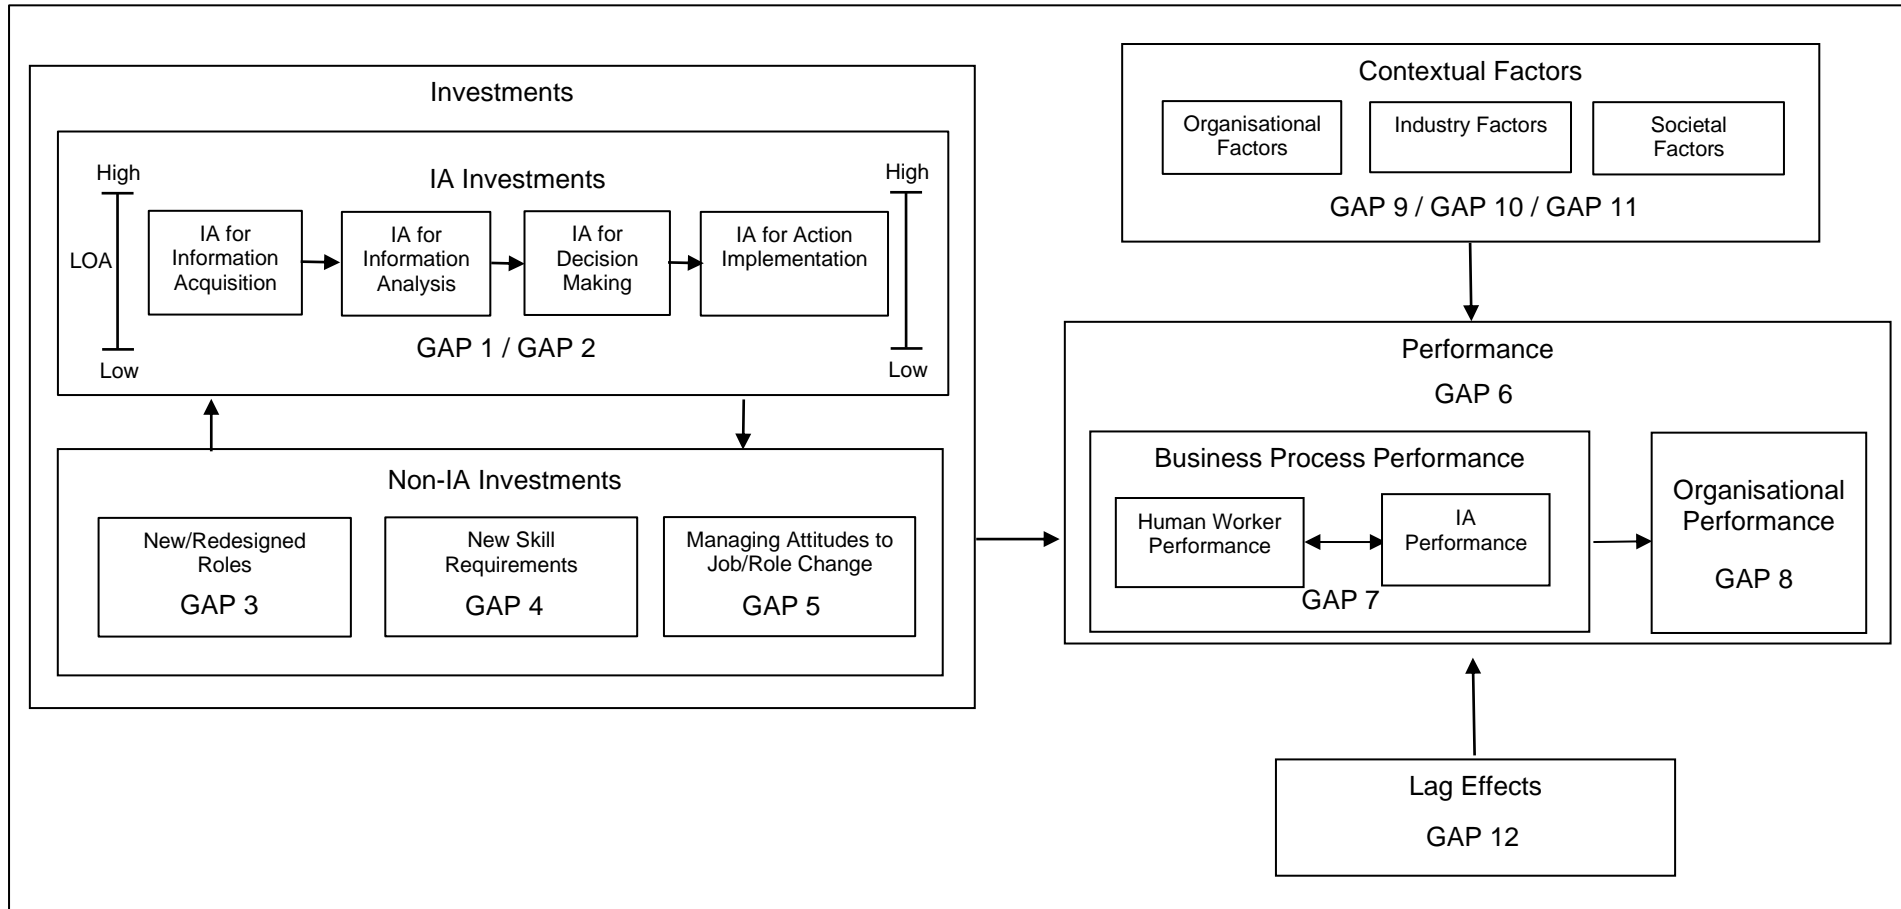 Investments
IA Investments
High
LOA
Low
IA for
Information
Acquisition
IA for
Information
Analysis
IA for
Decision
Making
IA for Action
Implementation
High
Low
GAP 1 / GAP 2
Non-IA Investments
New/Redesigned
Roles
GAP 3
New Skill
Requirements
GAP 4
Managing Attitudes to
Job/Role Change
GAP 5
Contextual Factors
Organisational
Factors
Industry Factors
Societal
Factors
GAP 9 / GAP 10 / GAP 11
Performance
GAP 6
Business Process Performance
Human Worker
Performance
IA
Performance
GAP 7
Organisational
Performance
GAP 8
Lag Effects
GAP 12